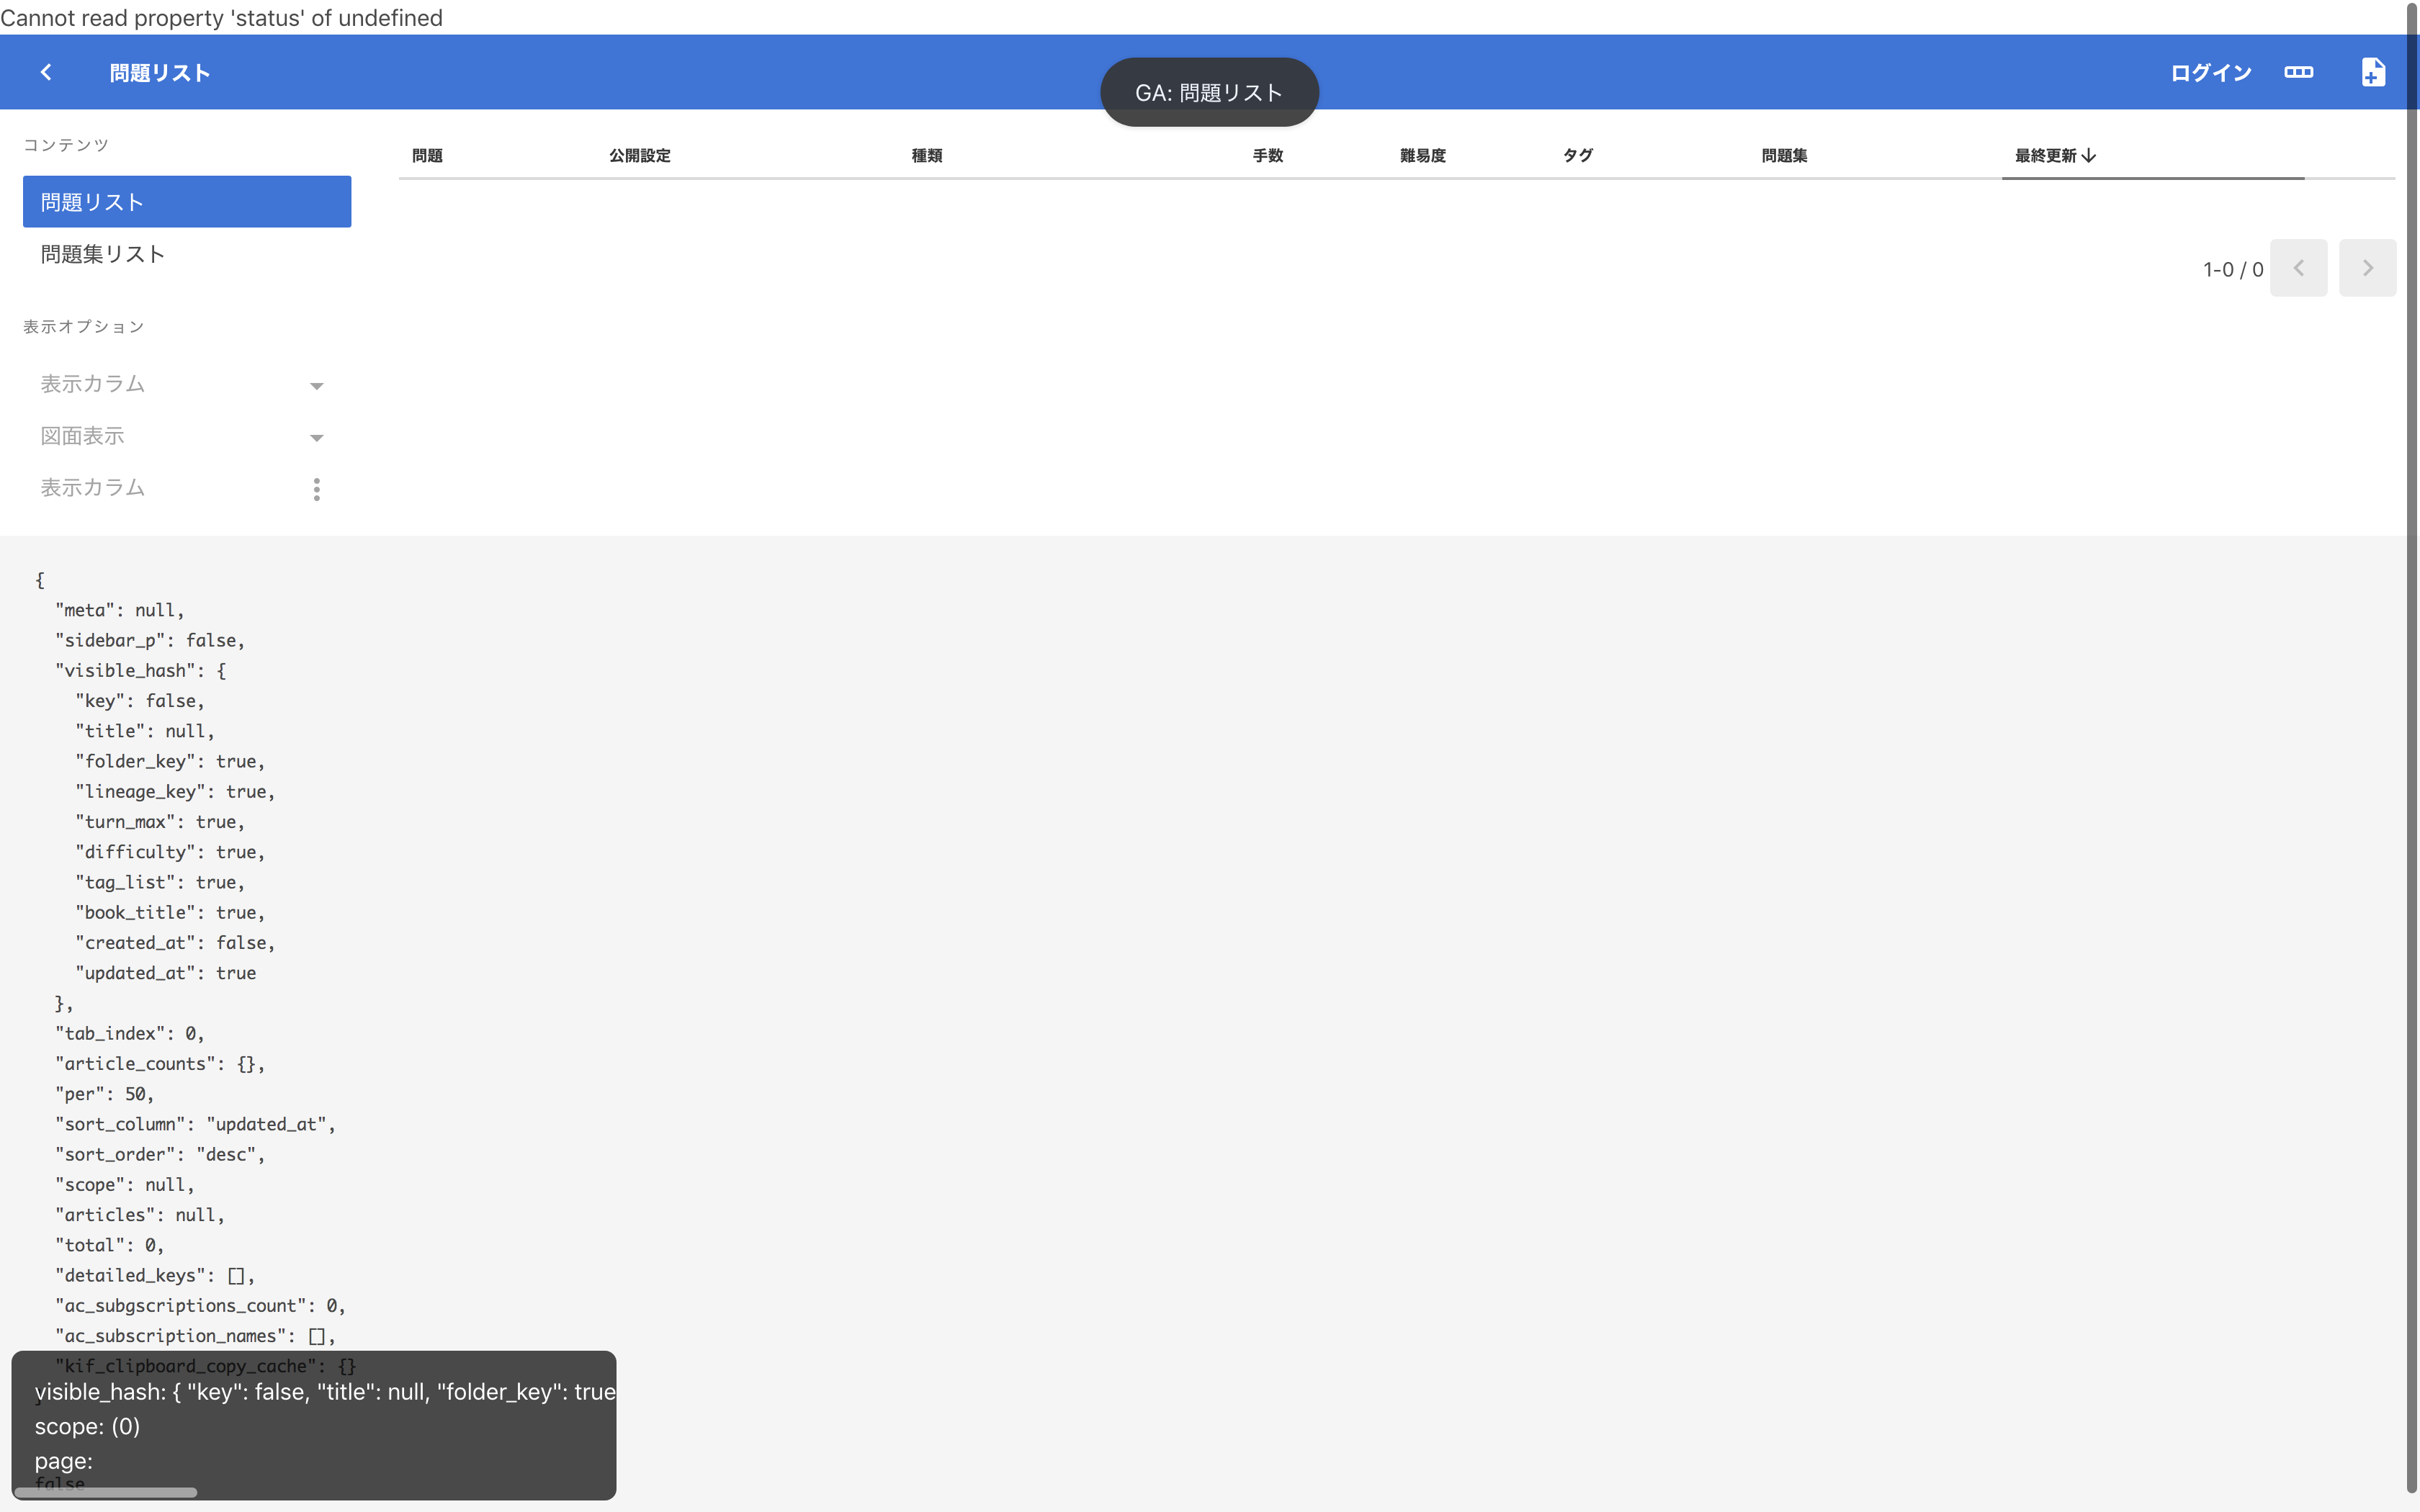 Cannot read property 'status' of undefined
問題リスト
GA: 問題リスト
ログイン
コンテンツ
問題リスト
問題集リスト
表示オプション
表示カラム
図面表示
表示カラム
問題 公開設定 種類 手数 難易度 タグ 問題集 最終更新
1-0 / 0
{
"meta": null,
"sidebar_p": false,
"visible_hash": {
"key": false,
"title": null,
"folder_key": true,
"lineage_key": true,
"turn_max": true,
"difficulty": true,
"tag_list": true,
"book_title": true,
"created_at": false,
"updated_at": true
},
"tab_index": 0,
"article_counts": {},
"per": 50,
"sort_column": "updated_at",
"sort_order": "desc",
"scope": null,
"articles": null,
"total": 0,
"detailed_keys": [],
"ac_subgscriptions_count": 0,
"ac_subscription_names": [],
"kif_clipboard_copy_cache": {}
}
visible_hash: { "key": false, "title": null, "folder_key": true
scope: (0)
page:
false